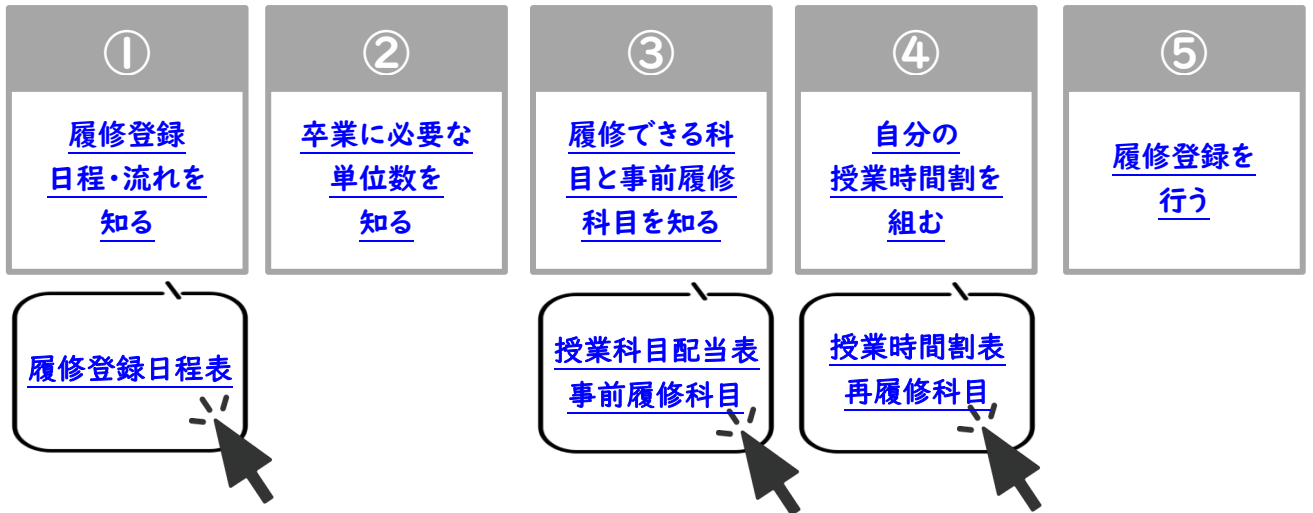 ①
履修登録
日程・流れを
知る
②
卒業に必要な
単位数を
知る
③
履修できる科
目と事前履修
科目を知る
④
自分の
授業時間割を
組む
⑤
履修登録を
行う
履修登録日程表
授業科目配当表
事前履修科目
授業時間割表
再履修科目